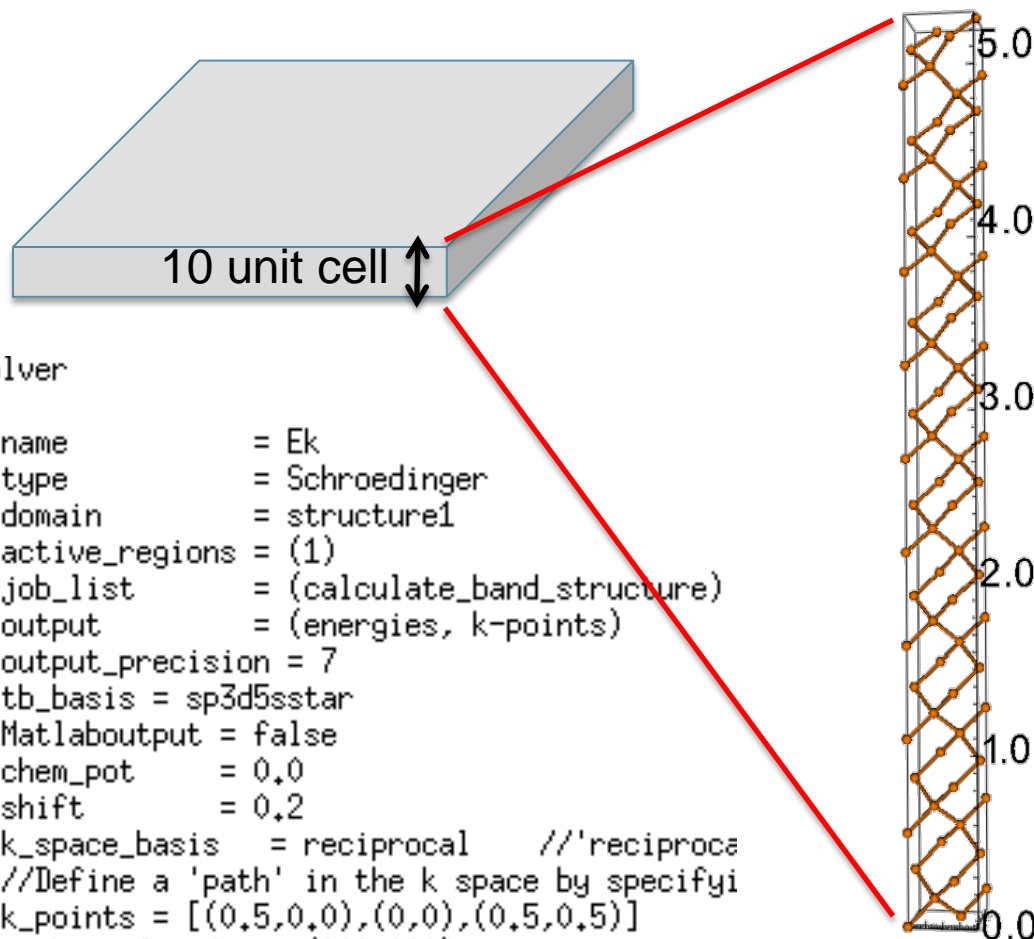 10 unit cell
lver
name = Ek
type = Schroedinger
domain = structure1
active_regions = (1)
job_list = (calculate_band_structure)
output = (energies, k-points)
output_precision = 7
tb_basis = sp3d5sstar
Matlaboutput = false
chem_pot = 0.0
shift = 0.2
k_space_basis = reciprocal //'reciproca
//Define a 'path' in the k space by specifyi
k_points = [(0.5,0.0),(0,0),(0.5,0.5)]
5.0
4.0
3.0
2.0
1.0
0.0